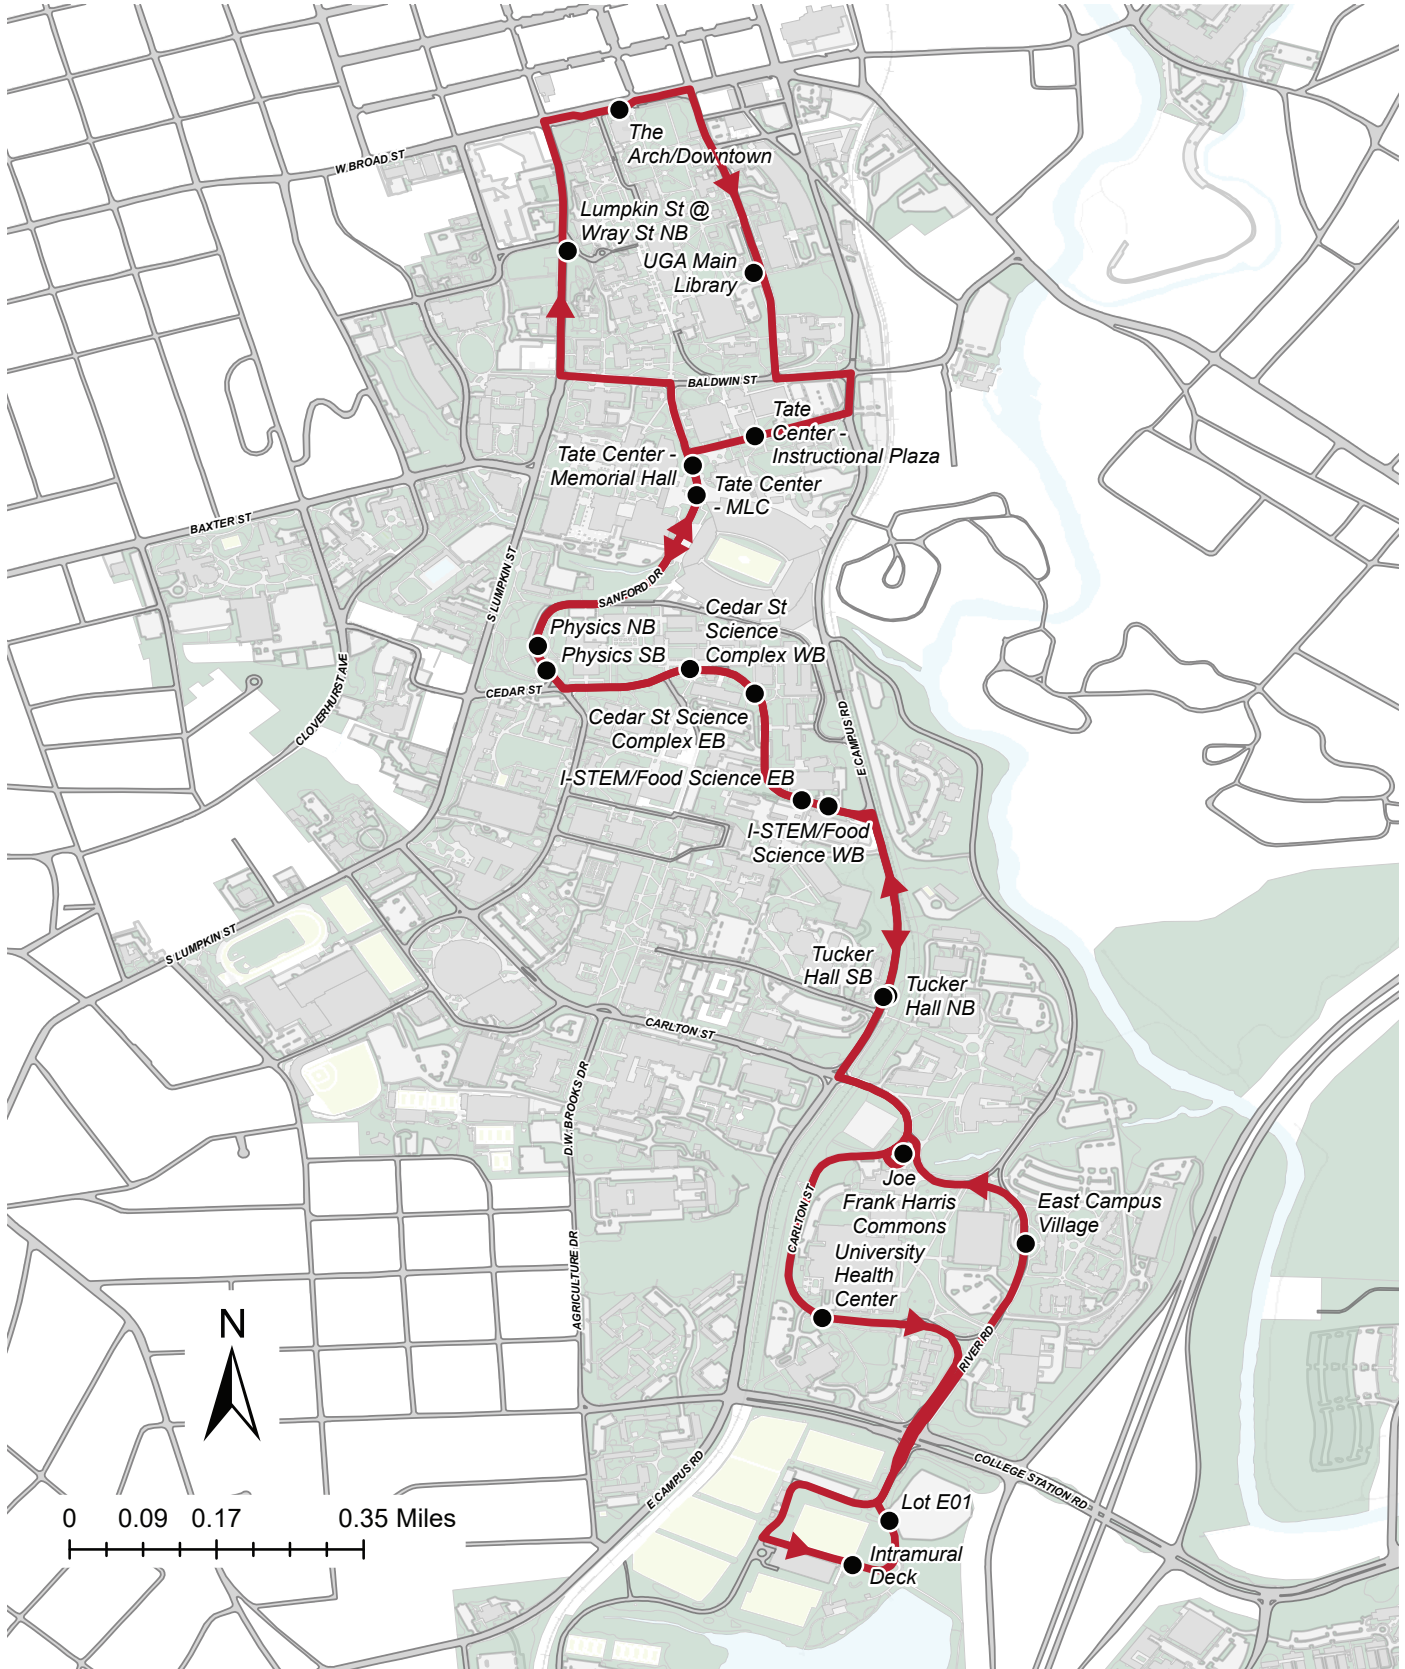 The
Arch/Downtown
W BROAD ST
Lumpkin St @
Wray St NB
UGA Main
Library
BALDWIN ST
Tate
Center -
Instructional Plaza
Tate Center -
Memorial Hall
Tate Center
- MLC
BAXTER ST
S LUMPKIN ST
SANFORD DR
Cedar St
Science
Complex WB
Physics NB
Physics SB
CEDAR ST
CLOVERHURST AVE
Cedar St Science
Complex EB
E CAMPUS RD
I-STEM/Food Science EB
I-STEM/Food
Science WB
S LUMPKIN ST
Tucker
Hall SB
Tucker
Hall NB
CARLTON ST
D.W. BROOKS DR
Joe
Frank Harris
Commons
East Campus
Village
CARLTON ST
University
Health
Center
AGRICULTURE DR
N
RIVER RD
E CAMPUS RD
COLLEGE STATION RD
Lot E01
0 0.09 0.17 0.35 Miles
Intramural
Deck